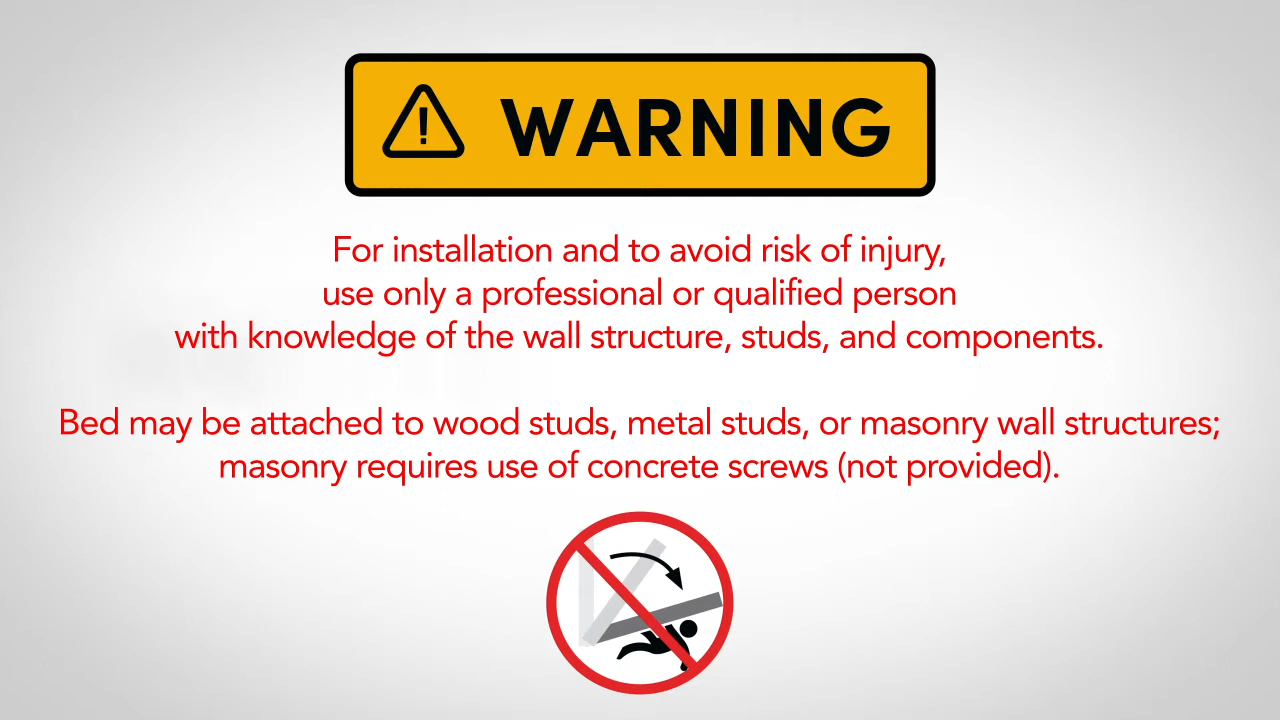 WARNING
For installation and to avoid risk of injury,
use only a professional or qualified person
with knowledge of the wall structure, studs, and components.
Bed may be attached to wood studs, metal studs, or masonry wall structures;
masonry requires use of concrete screws (not provided).